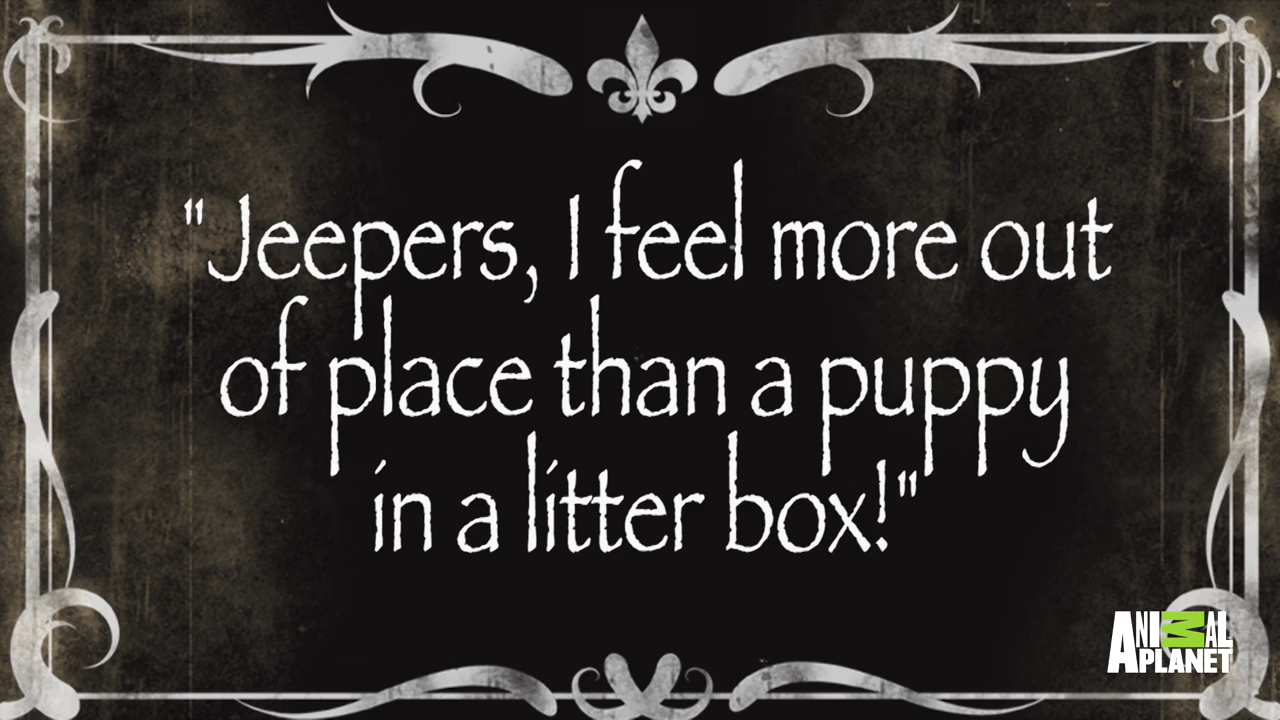 "Jeepers, I feel more out
of place than a puppy
in a litter box!"
ANIMAL
PLANET